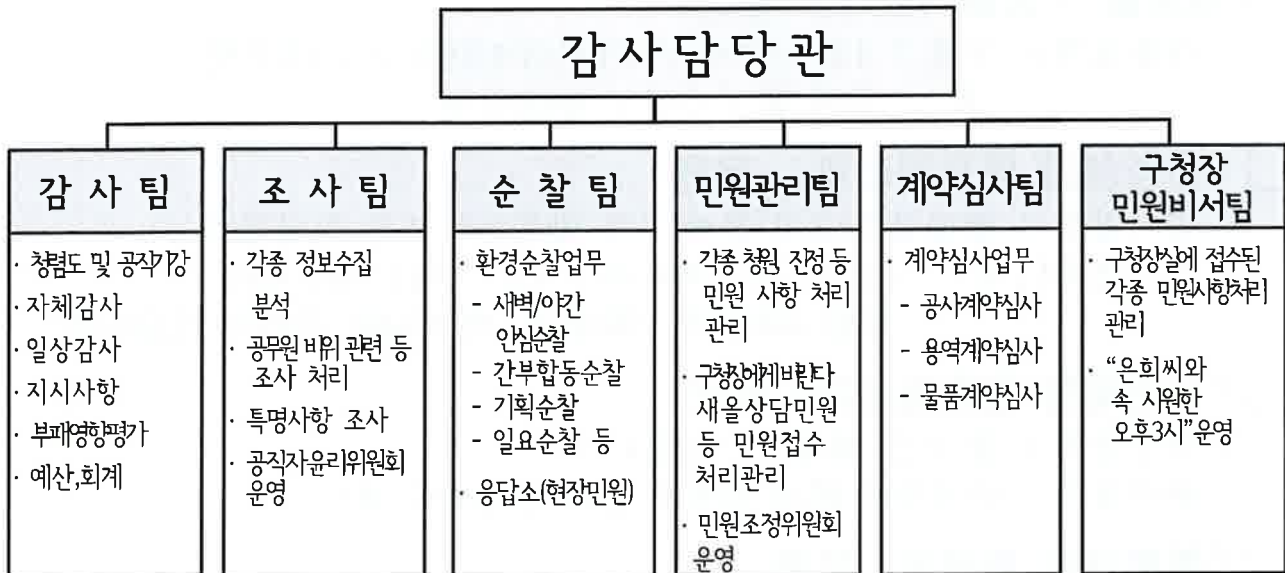 감사담당관
감 사 팀
· 청렴도 및 공직기강
· 자체감사
· 일상감사
· 지시사항
· 부패영향평가
· 예산,회계
조 사 팀
· 각종 정보수집
분석
· 공무원 비위 관련 등
조사 처리
· 특명사항 조사
· 공직자윤리위원회
운영
순 찰 팀
· 환경순찰업무
- 새벽/야간
안심순찰
- 간부합동순찰
- 기획순찰
- 일요순찰 등
· 응답소(현장민원)
민원관리팀
· 각종 청원, 진정 등
민원 사항 처리
관리
· 구청장에게바란다
새올상담민원
등 민원접수
처리관리
· 민원조정위원회
운영
계약심사팀
· 계약심사업무
- 공사계약심사
- 용역계약심사
- 물품계약심사
구청장
민원비서팀
· 구청장실에 접수된
각종 민원사항처리
관리
· “은희씨와
속 시원한
오후3시”운영